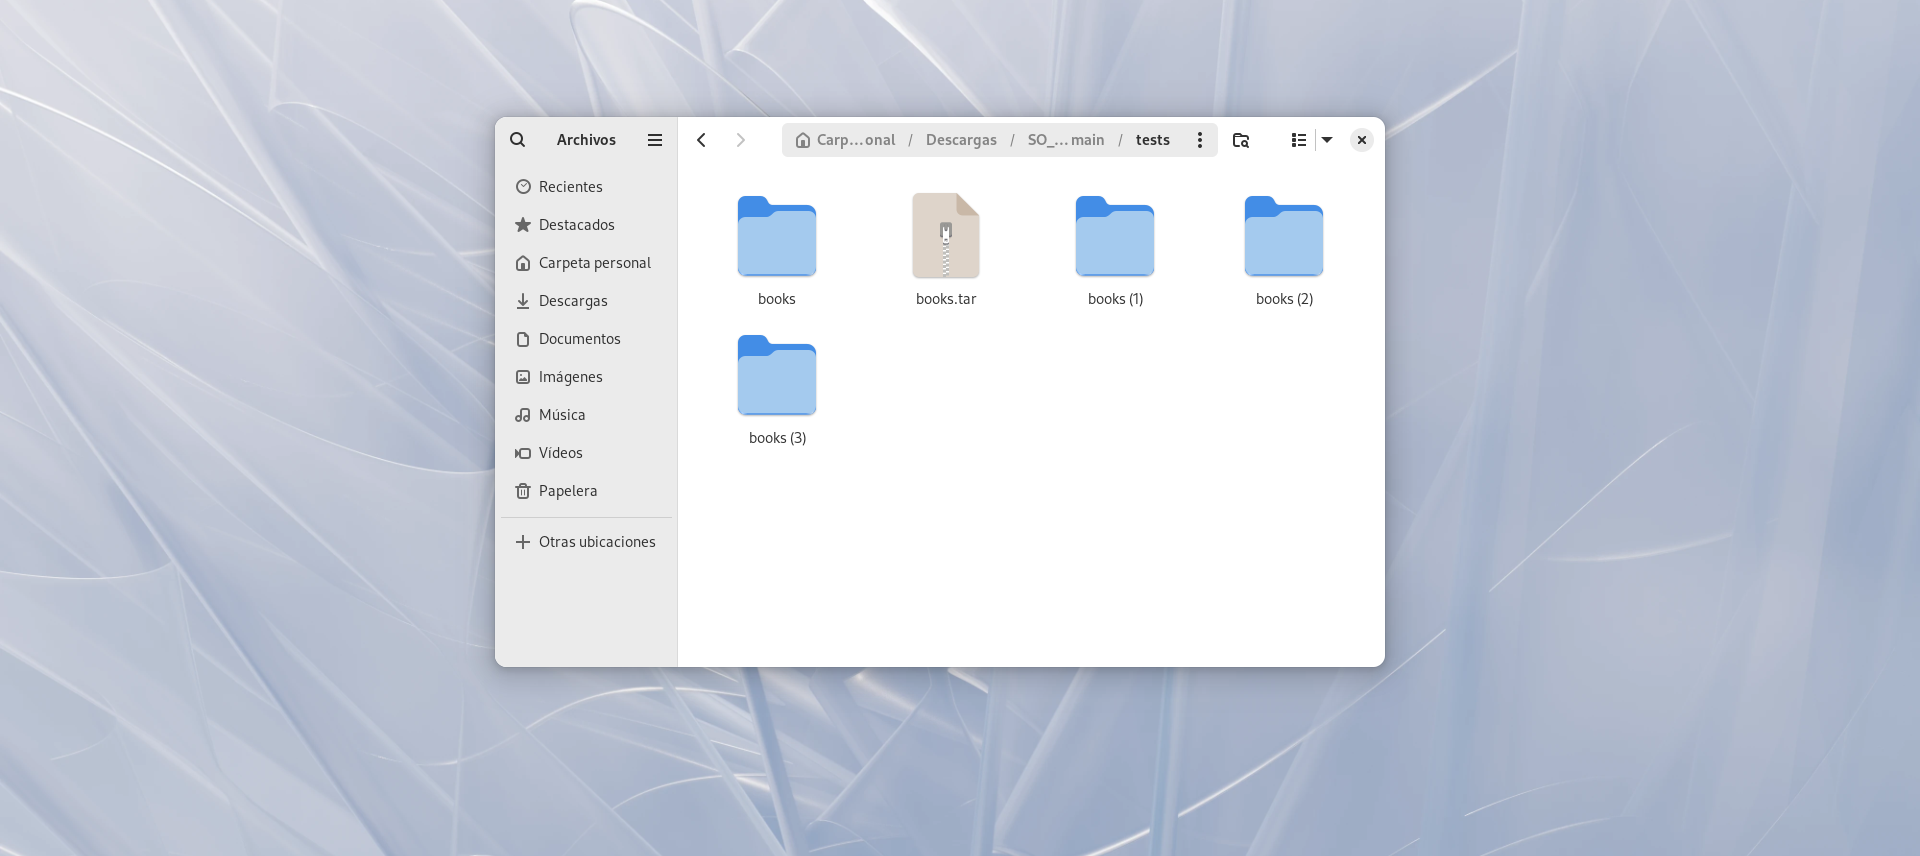 Archivos
Carp...onal / Descargas / SO_...main / tests
Recientes
Destacados
Carpeta personal
Descargas
Documentos
Imágenes
Música
Vídeos
Papelera
Otras ubicaciones
books
books.tar
books (1)
books (2)
books (3)